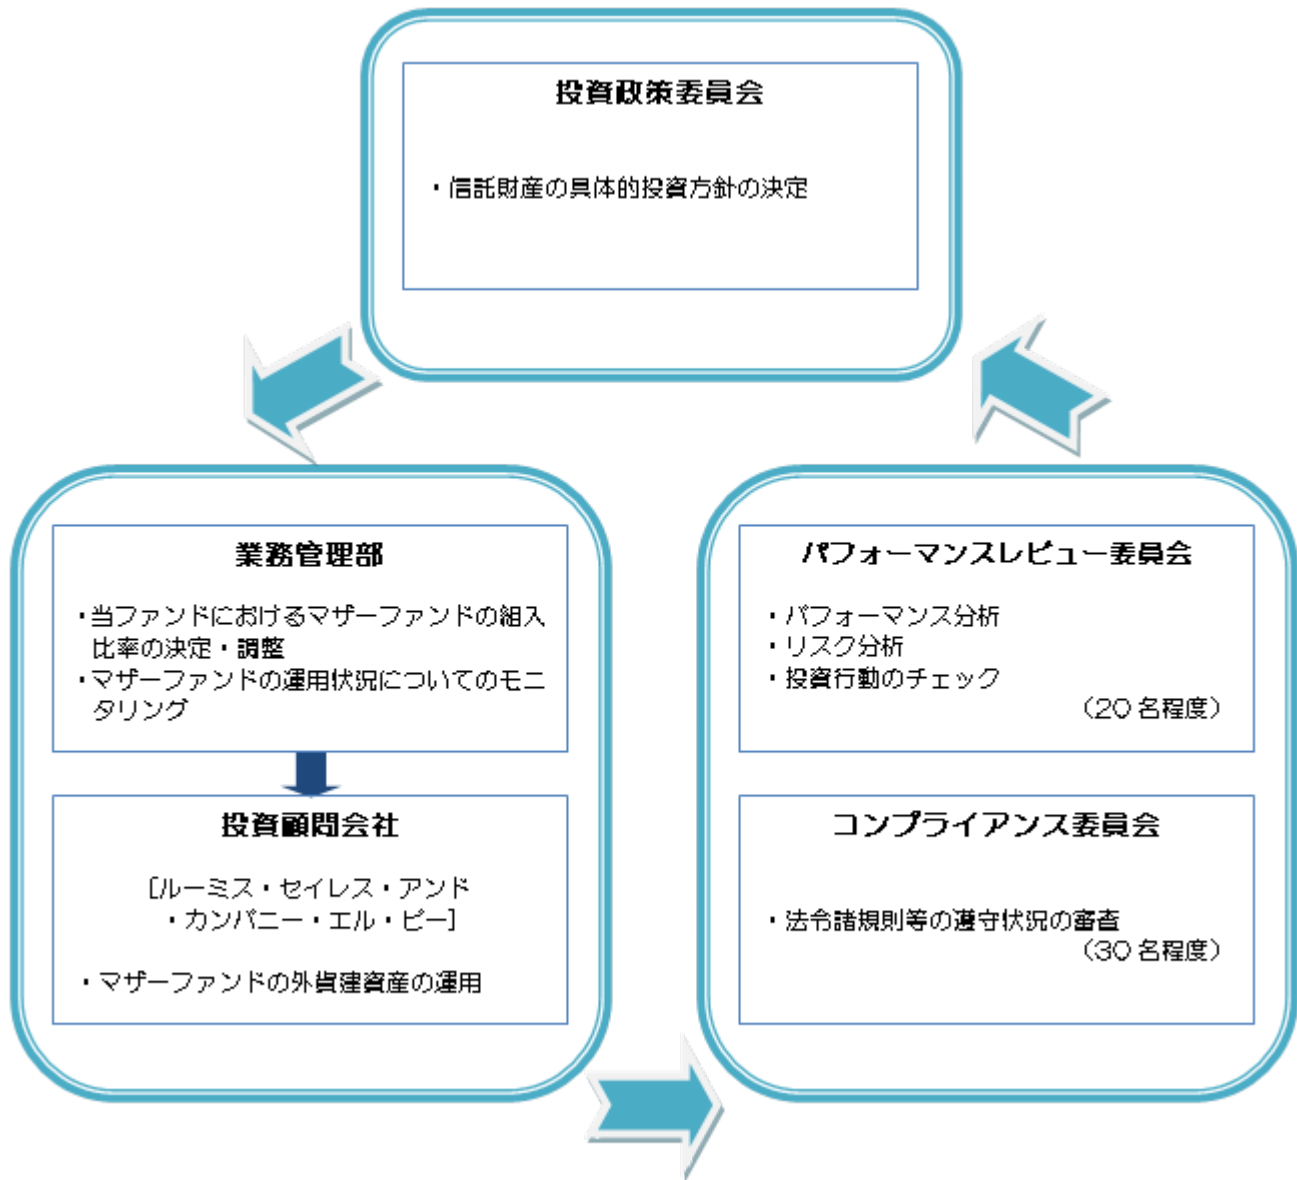 投資政策委員会
・信託財産の具体的投資方針の決定
業務管理部
・当ファンドにおけるマザーファンドの組入
比率の決定・調整
・マザーファンドの運用状況についてのモニ
タリング
投資顧問会社
[ルーミス・セイレス・アンド
・カンパニー・エル・ピー]
・マザーファンドの外貨建資産の運用
パフォーマンスレビュー委員会
・パフォーマンス分析
・リスク分析
・投資行動のチェック
（20 名程度）
コンプライアンス委員会
・法令諸規則等の遵守状況の審査
（30 名程度）